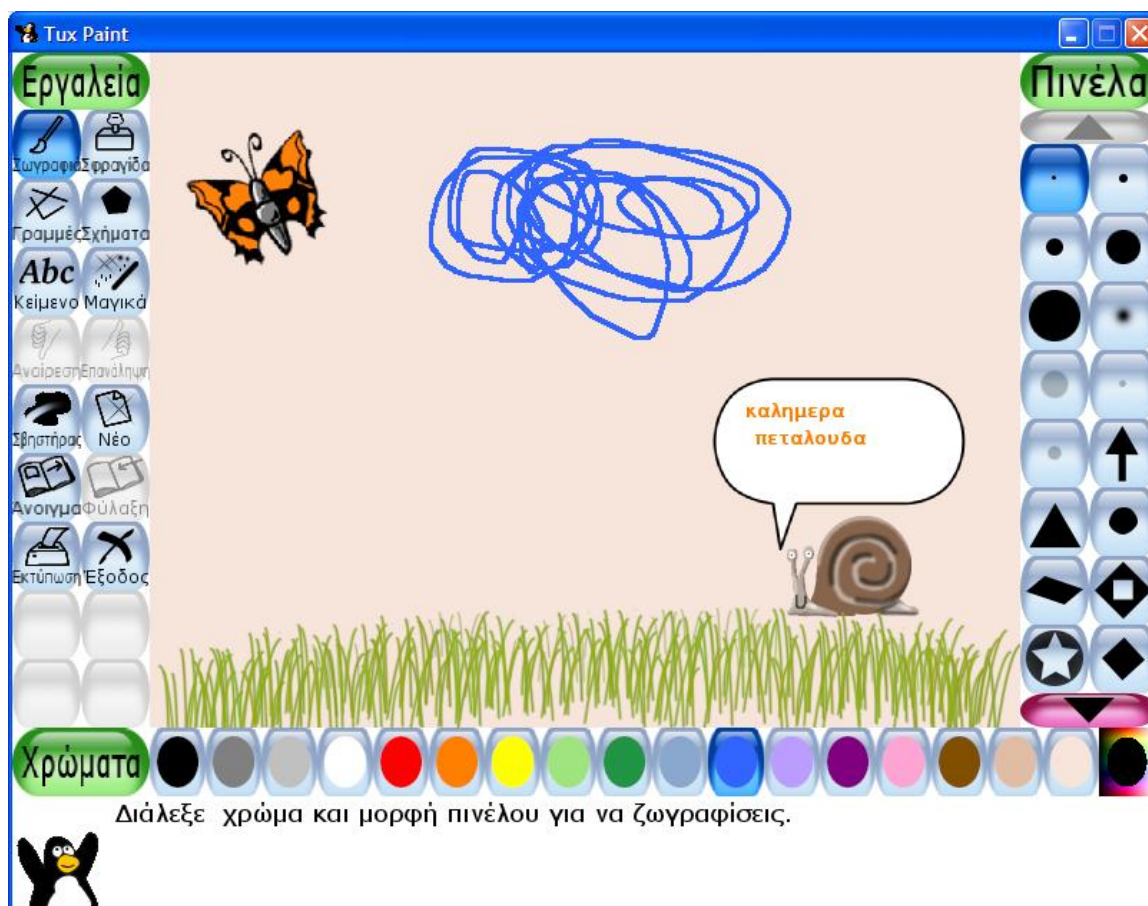 Tux Paint
Εργαλεία
Πινέλα
Ζωγραφιά Σφραγίδα
Γραμμές Σχήματα
Abc
Κείμενο Μαγικά
Αναίρεση Επανάληψη
Σβηστήρας Νέο
Άνοιγμα Φύλαξη
Εκτύπωση Έξοδος
καλημερα
πεταλουδα
Χρώματα
Διάλεξε χρώμα και μορφή πινέλου για να ζωγραφίσεις.